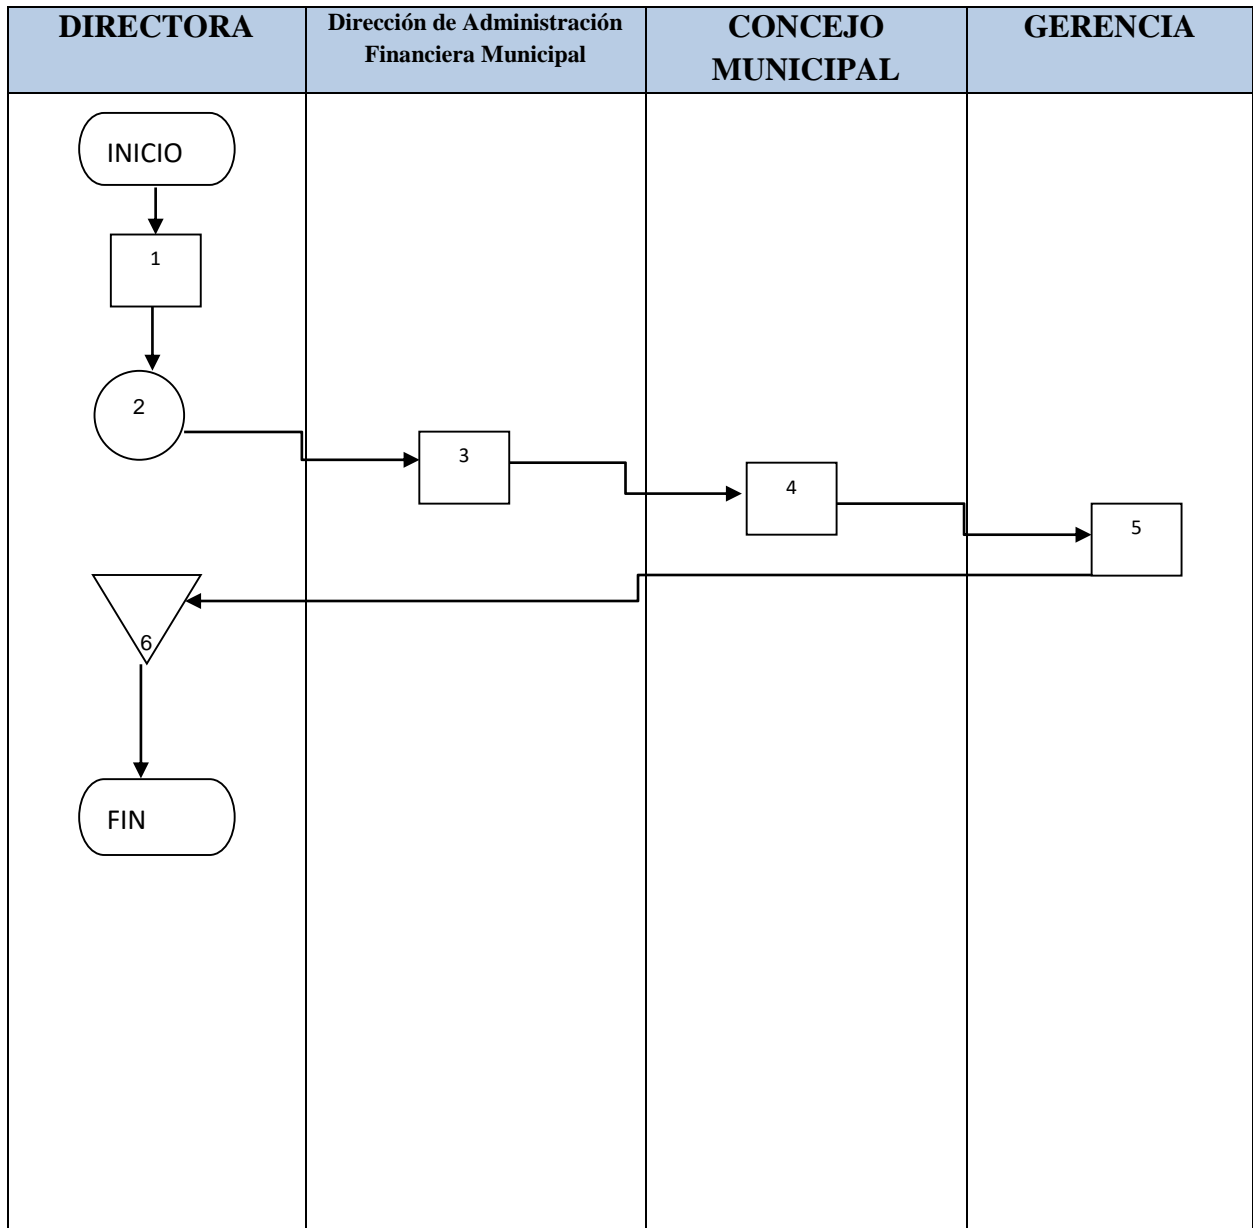 DIRECTORA
Dirección de Administración
Financiera Municipal
CONCEJO
MUNICIPAL
GERENCIA
INICIO
1
2
3
4
5
6
FIN